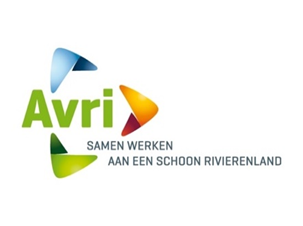 Avri
SAMEN WERKEN
AAN EEN SCHOON RIVIERENLAND